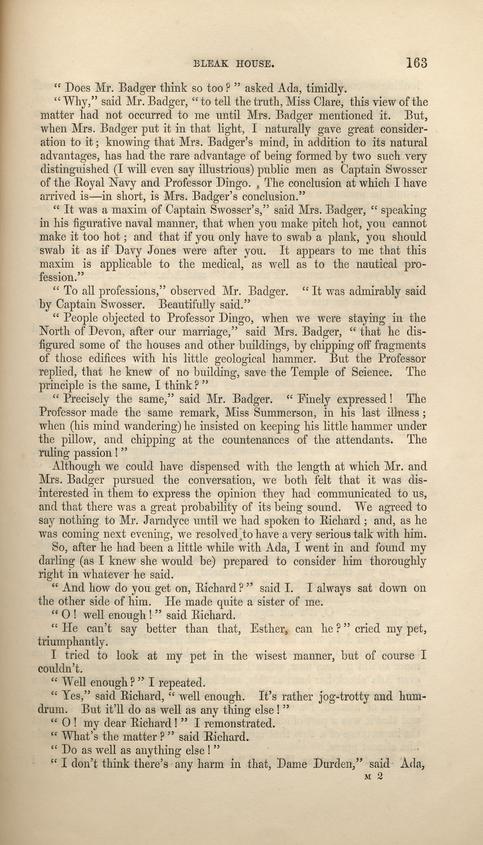 BLEAK HOUSE. 163
“ Does Mr. Badger think so too ? ” asked Ada, timidly.
“ Why,” said Mr. Badger, “ to tell the truth, Miss Clare, this view of the
matter had not occurred to me until Mrs. Badger mentioned it. But,
when Mrs. Badger put it in that light, I naturally gave great consider-
ation to it ; knowing that Mrs. Badger’s mind, in addition to its natural
advantages, has had the rare advantage of being formed by two such very
distinguished (I will even say illustrious) public men as Captain Swosser
of the Royal Navy and Professor Dingo. The conclusion at which I have
arrived is—in short, is Mrs. Badger’s conclusion.”
“ It was a maxim of Captain Swosser’s,” said Mrs. Badger, “ speaking
in his figurative naval manner, that when you make pitch hot, you cannot
make it too hot ; and that if you only have to swab a plank, you should
swab it as if Davy Jones were after you. It appears to me that this
maxim is applicable to the medical, as well as to the nautical pro-
fession.”
“ To all professions,” observed Mr. Badger. “ It was admirably said
by Captain Swosser. Beautifully said.”
“ People objected to Professor Dingo, when we were staying in the
North of Devon, after our marriage,” said Mrs. Badger, “ that he dis-
figured some of the houses and other buildings, by chipping off fragments
of those edifices with his little geological hammer. But the Professor
replied, that he knew of no building, save the Temple of Science. The
principle is the same, I think ? ”
“ Precisely the same,” said Mr. Badger. “ Finely expressed ! The
Professor made the same remark, Miss Summerson, in his last illness ;
when (his mind wandering) he insisted on keeping his little hammer under
the pillow, and chipping at the countenances of the attendants. The
ruling passion ! ”
Although we could have dispensed with the length at which Mr. and
Mrs. Badger pursued the conversation, we both felt that it was dis-
interested in them to express the opinion they had communicated to us,
and that there was a great probability of its being sound. We agreed to
say nothing to Mr. Jarndyce until we had spoken to Richard ; and, as he
was coming next evening, we resolved to have a very serious talk with him.
So, after he had been a little while with Ada, I went in and found my
darling (as I knew she would be) prepared to consider him thoroughly
right in whatever he said.
“ And how do you get on, Richard ? ” said I. I always sat down on
the other side of him. He made quite a sister of me.
“ O ! well enough ! ” said Richard.
“ He can’t say better than that, Esther, can he ? ” cried my pet,
triumphantly.
I tried to look at my pet in the wisest manner, but of course I
couldn’t.
“ Well enough ? ” I repeated.
“ Yes,” said Richard, “ well enough. It’s rather jog-trotty and hum-
drum. But it’ll do as well as any thing else ! ”
“ O ! my dear Richard ! ” I remonstrated.
“ What’s the matter ? ” said Richard.
“ Do as well as anything else ! ”
“ I don’t think there’s any harm in that, Dame Durden,” said Ada,
M 2